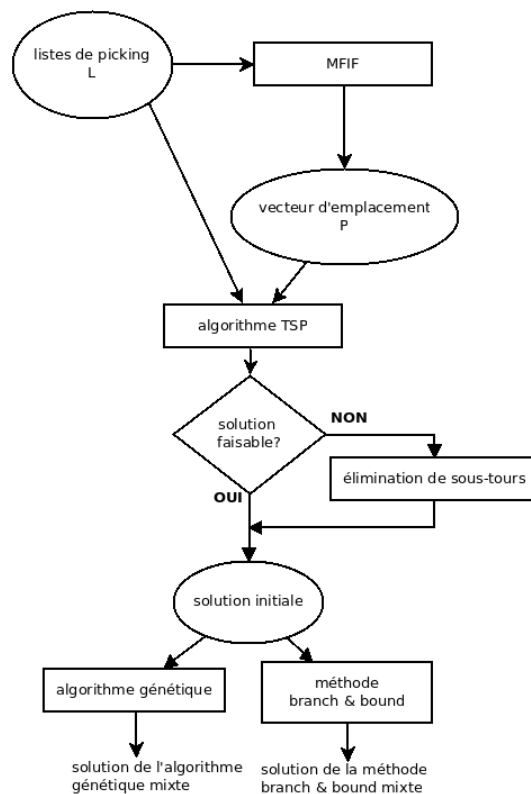 listes de picking
L
MFIF
vecteur d'emplacement
P
algorithme TSP
solution
faisable?
NON
OUI
élimination de sous-tours
solution initiale
algorithme génétique
méthode
branch & bound
solution de l'algorithme
génétique mixte
solution de la méthode
branch & bound mixte